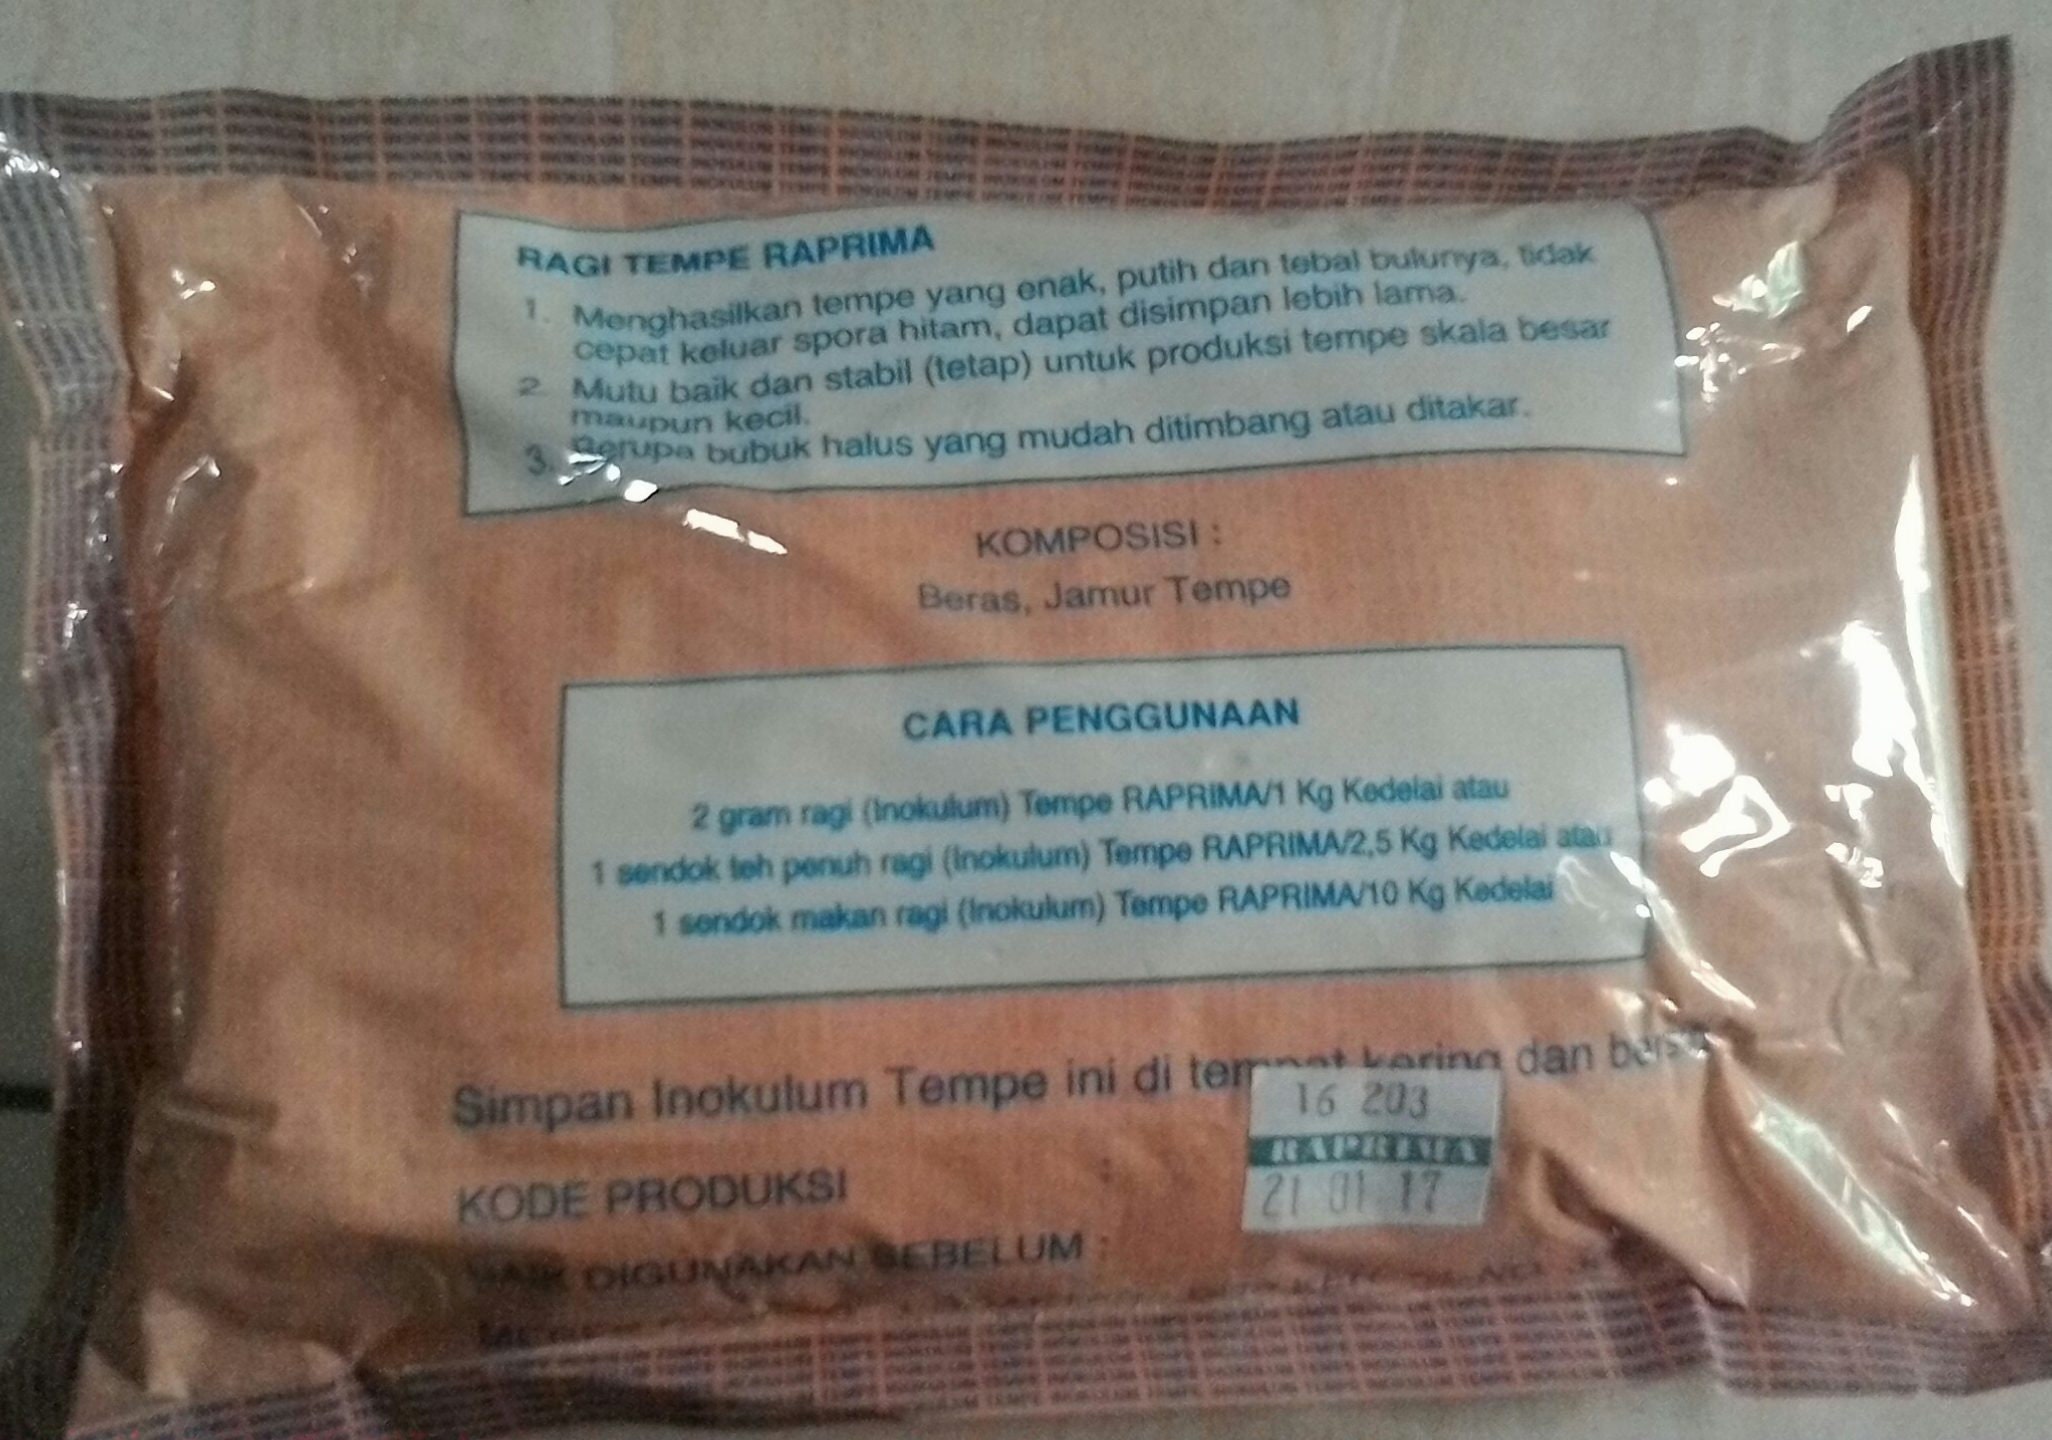 RAGI TEMPE RAPRIMA
1. Menghasilkan tempe yang enak, putih dan tebal bulunya, tidak
cepat keluar spora hitam, dapat disimpan lebih lama.
2 Mutu baik dan stabil (tetap) untuk produksi tempe skala besar
maupun kecil.
3. Berupa bubuk halus yang mudah ditimbang atau ditakar.
KOMPOSISI :
Beras, Jamur Tempe
CARA PENGGUNAAN
2 gram ragi (Inokulum) Tempe RAPRIMA/1 Kg Kedelai atau
1 sendok teh penuh ragi (Inokulum) Tempe RAPRIMA/2,5 Kg Kedelai atau
1 sendok makan ragi (Inokulum) Tempe RAPRIMA/10 Kg Kedelai
Simpan Inokulum Tempe ini di tempat kering dan
16 203
RAPRIMA
21 01 17
KODE PRODUKSI :
BAIK DIGUNAKAN SEBELUM :